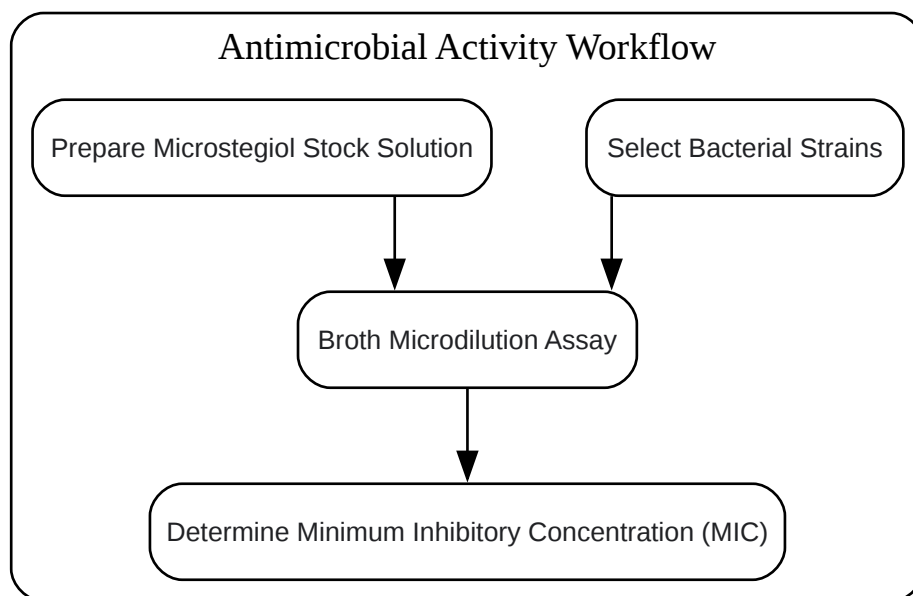 Antimicrobial Activity Workflow
Prepare Microstegiol Stock Solution
Select Bacterial Strains
Broth Microdilution Assay
Determine Minimum Inhibitory Concentration (MIC)